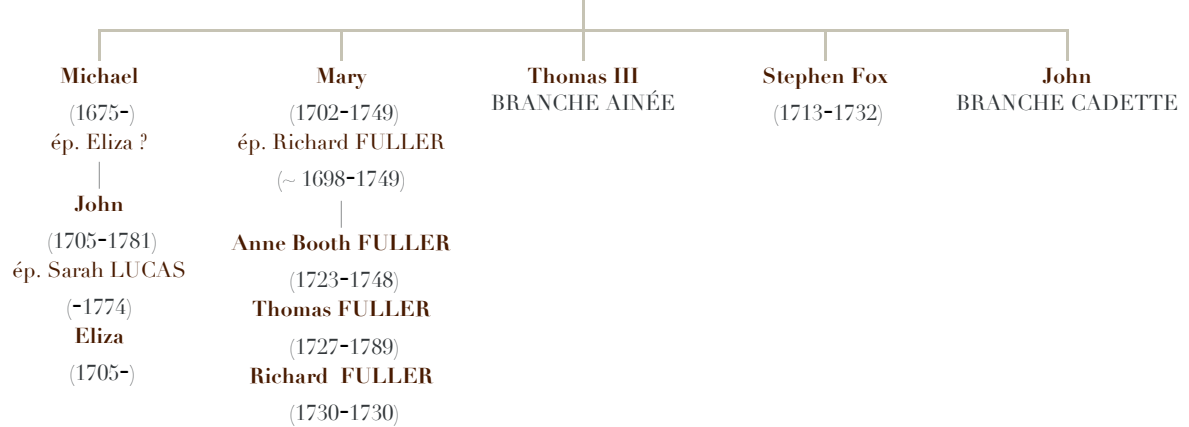 Michael
(1675-)
ép. Eliza ?
John
(1705-1781)
ép. Sarah LUCAS
(-1774)
Eliza
(1705-)
Mary
(1702-1749)
ép. Richard FULLER
(~ 1698-1749)
Anne Booth FULLER
(1723-1748)
Thomas FULLER
(1727-1789)
Richard FULLER
(1730-1730)
Thomas III
BRANCHE AINÉE
Stephen Fox
(1713-1732)
John
BRANCHE CADETTE